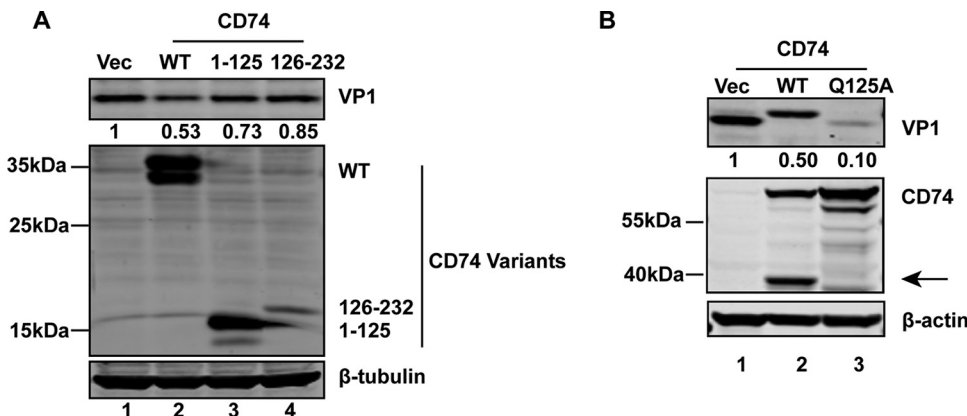 A
CD74
Vec WT 1-125 126-232
VP1
1 0.53 0.73 0.85
35kDa
WT
25kDa
CD74 Variants
126-232
15kDa
1-125
β-tubulin
1 2 3 4
B
CD74
Vec WT Q125A
VP1
1 0.50 0.10
CD74
55kDa
40kDa
β-actin
1 2 3